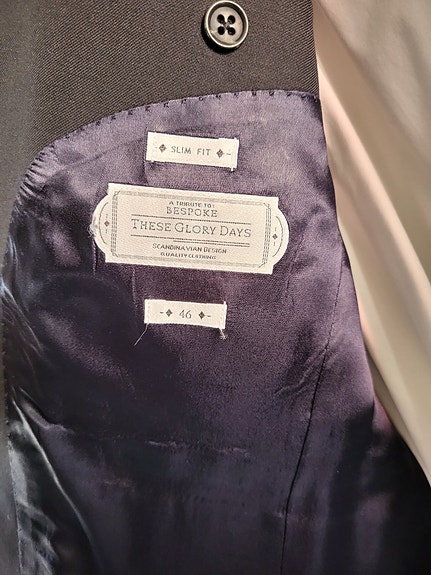 SLIM FIT
A TRIBUTE TO:
BESPOKE
THESE GLORY DAYS
SCANDINAVIAN DESIGN
QUALITY CLOTHING
46